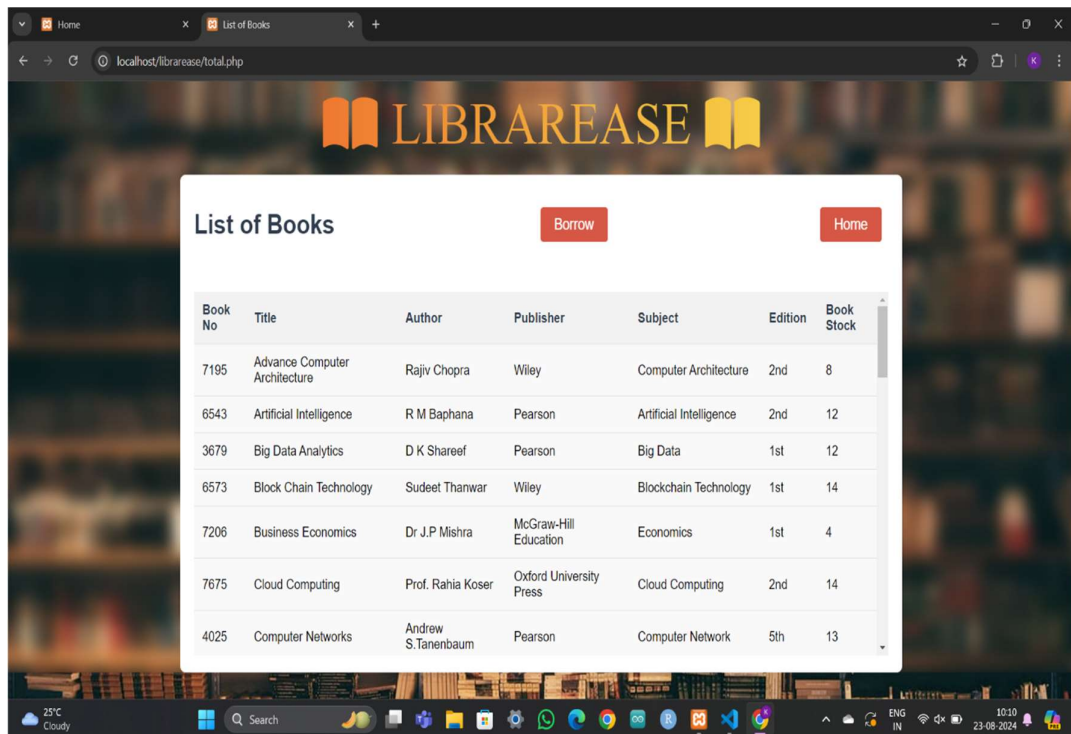 Home
List of Books
localhost/librarease/total.php
K
LIBRAREASE
List of Books
Borrow
Home
Book No Title Author Publisher Subject Edition Book Stock
7195 Advance Computer Architecture Rajiv Chopra Wiley Computer Architecture 2nd 8
6543 Artificial Intelligence R M Baphana Pearson Artificial Intelligence 2nd 12
3679 Big Data Analytics D K Shareef Pearson Big Data 1st 12
6573 Block Chain Technology Sudeet Thanwar Wiley Blockchain Technology 1st 14
7206 Business Economics Dr J.P Mishra McGraw-Hill Education Economics 1st 4
7675 Cloud Computing Prof. Rahia Koser Oxford University Press Cloud Computing 2nd 14
4025 Computer Networks Andrew S.Tanenbaum Pearson Computer Network 5th 13
25°C
Cloudy
Search
R
K
ENG
IN
10:10
23-08-2024
PRE